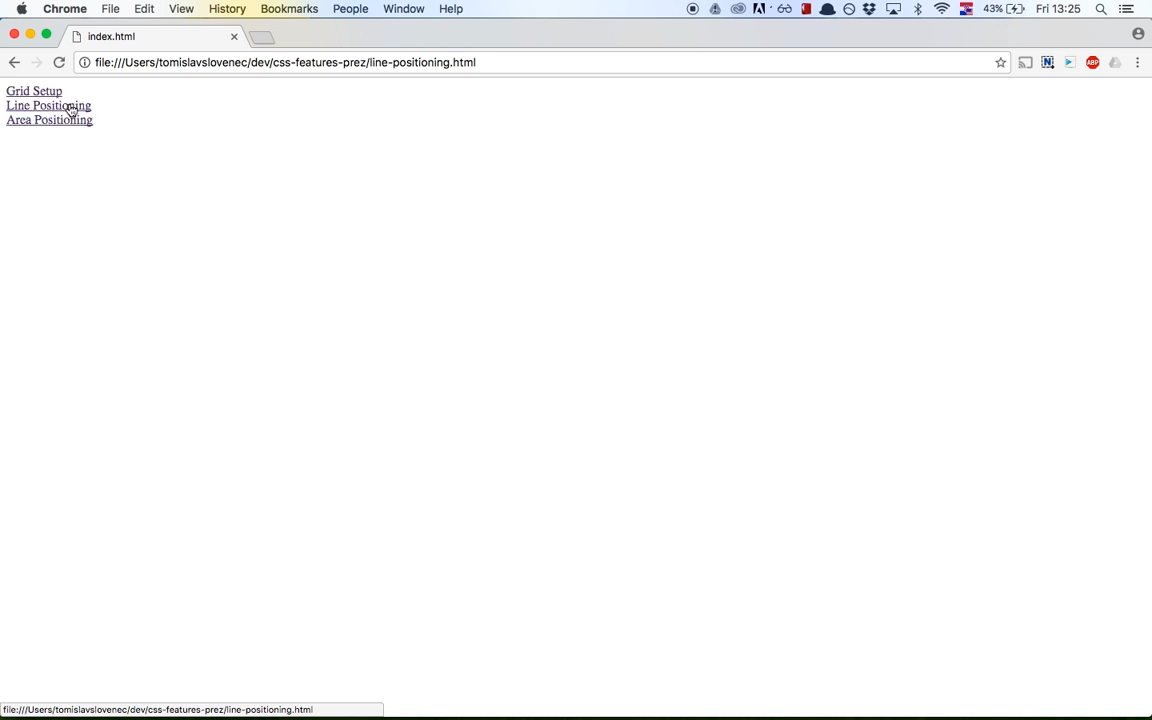 Chrome File Edit View History Bookmarks People Window Help 43% Fri 13:25
index.html
file:///Users/tomislavslovenec/dev/css-features-prez/line-positioning.html ABP
Grid Setup
Line Positioning
Area Positioning
file:///Users/tomislavslovenec/dev/css-features-prez/line-positioning.html